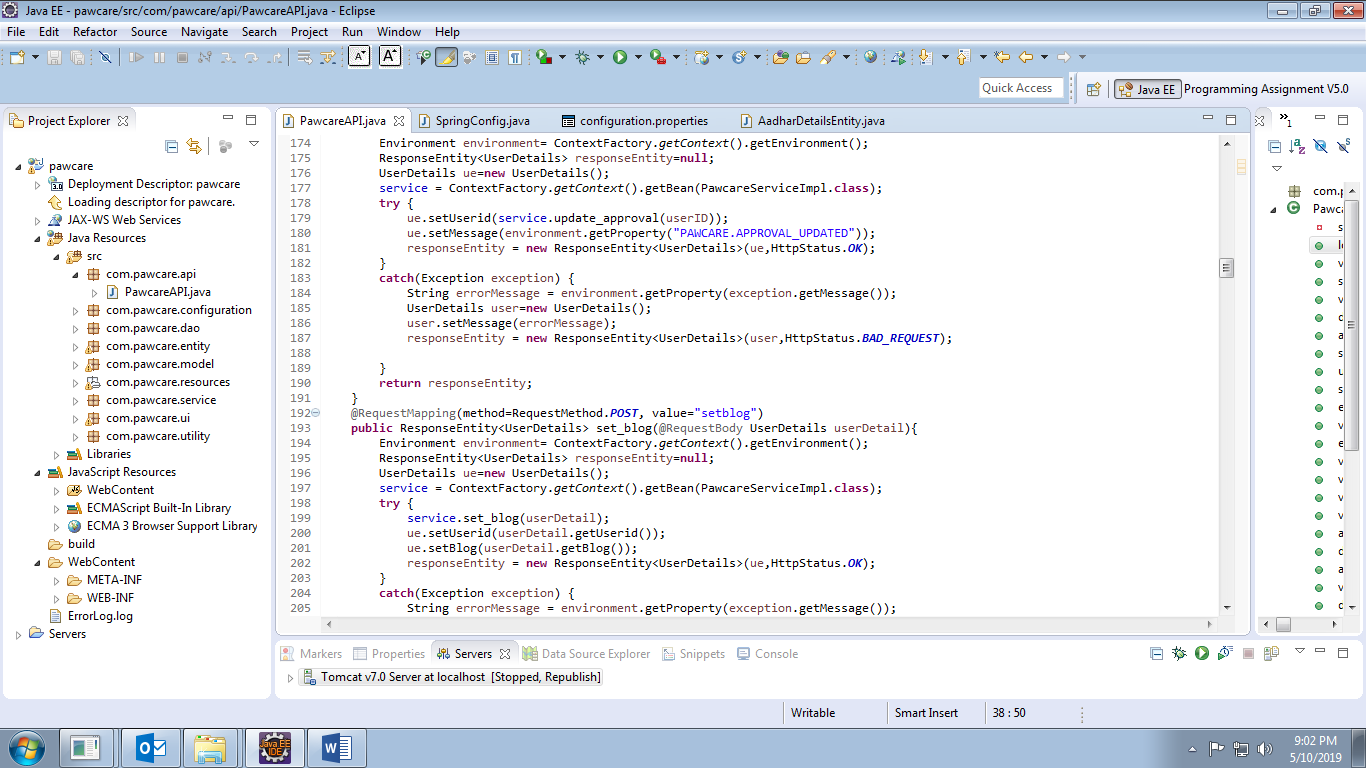 Java EE - pawcare/src/com/pawcare/api/PawcareAPI.java - Eclipse
File Edit Refactor Source Navigate Search Project Run Window Help
Quick Access
Java EE
Programming Assignment V5.0
Project Explorer
pawcare
Deployment Descriptor: pawcare
Loading descriptor for pawcare.
JAX-WS Web Services
Java Resources
src
com.pawcare.api
PawcareAPI.java
com.pawcare.configuration
com.pawcare.dao
com.pawcare.entity
com.pawcare.model
com.pawcare.resources
com.pawcare.service
com.pawcare.ui
com.pawcare.utility
Libraries
JavaScript Resources
WebContent
ECMAScript Built-In Library
ECMA 3 Browser Support Library
build
WebContent
META-INF
WEB-INF
ErrorLog.log
Servers
PawcareAPI.java SpringConfig.java configuration.properties AadharDetailsEntity.java
174 Environment environment= ContextFactory.getContext().getEnvironment();
175 ResponseEntity<UserDetails> responseEntity=null;
176 UserDetails ue=new UserDetails();
177 service = ContextFactory.getContext().getBean(PawcareServiceImpl.class);
178 try {
179 ue.setUserid(service.update_approval(userID));
180 ue.setMessage(environment.getProperty("PAWCARE.APPROVAL_UPDATED"));
181 responseEntity = new ResponseEntity<UserDetails>(ue,HttpStatus.OK);
182 }
183 catch(Exception exception) {
184 String errorMessage = environment.getProperty(exception.getMessage());
185 UserDetails user=new UserDetails();
186 user.setMessage(errorMessage);
187 responseEntity = new ResponseEntity<UserDetails>(user,HttpStatus.BAD_REQUEST);
188
189 }
190 return responseEntity;
191 }
192 @RequestMapping(method=RequestMethod.POST, value="setblog")
193 public ResponseEntity<UserDetails> set_blog(@RequestBody UserDetails userDetail){
194 Environment environment= ContextFactory.getContext().getEnvironment();
195 ResponseEntity<UserDetails> responseEntity=null;
196 UserDetails ue=new UserDetails();
197 service = ContextFactory.getContext().getBean(PawcareServiceImpl.class);
198 try {
199 service.set_blog(userDetail);
200 ue.setUserid(userDetail.getUserid());
201 ue.setBlog(userDetail.getBlog());
202 responseEntity = new ResponseEntity<UserDetails>(ue,HttpStatus.OK);
203 }
204 catch(Exception exception) {
205 String errorMessage = environment.getProperty(exception.getMessage());
com.p
Pawca
Markers Properties Servers Data Source Explorer Snippets Console
Tomcat v7.0 Server at localhost [Stopped, Republish]
Writable Smart Insert 38 : 50
9:02 PM
5/10/2019